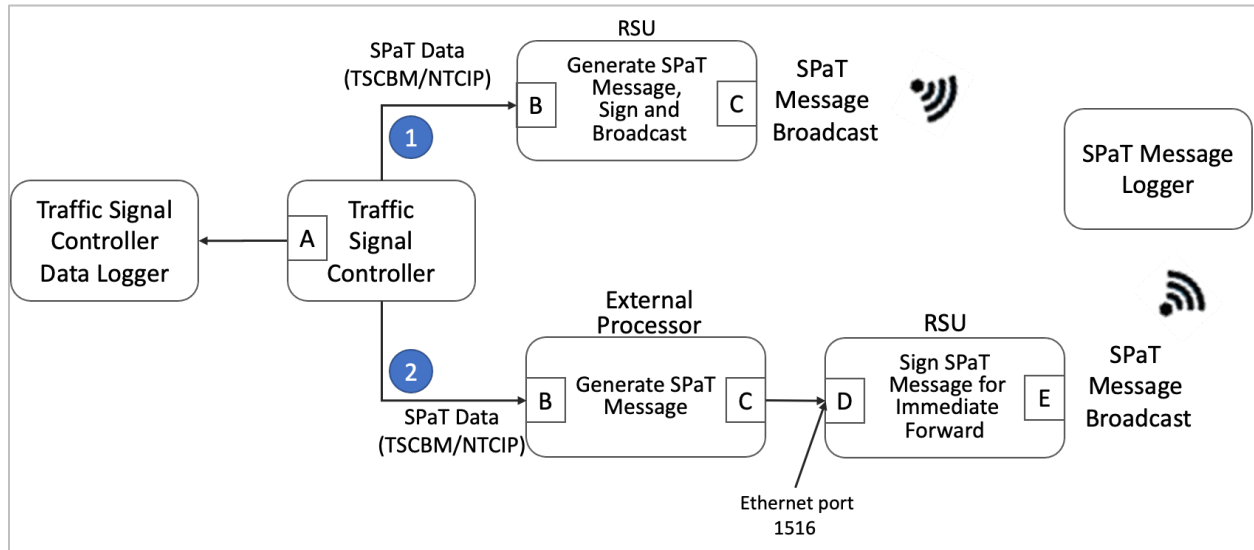 RSU
SPaT Data
(TSCBM/NTCIP)
1
B
Generate SPaT
Message,
Sign and
Broadcast
C
SPaT
Message
Broadcast
SPaT Message
Logger
Traffic Signal
Controller
Data Logger
A
Traffic
Signal
Controller
2
SPaT Data
(TSCBM/NTCIP)
External
Processor
B
Generate SPaT
Message
C
RSU
D
Sign SPaT
Message for
Immediate
Forward
E
SPaT
Message
Broadcast
Ethernet port
1516